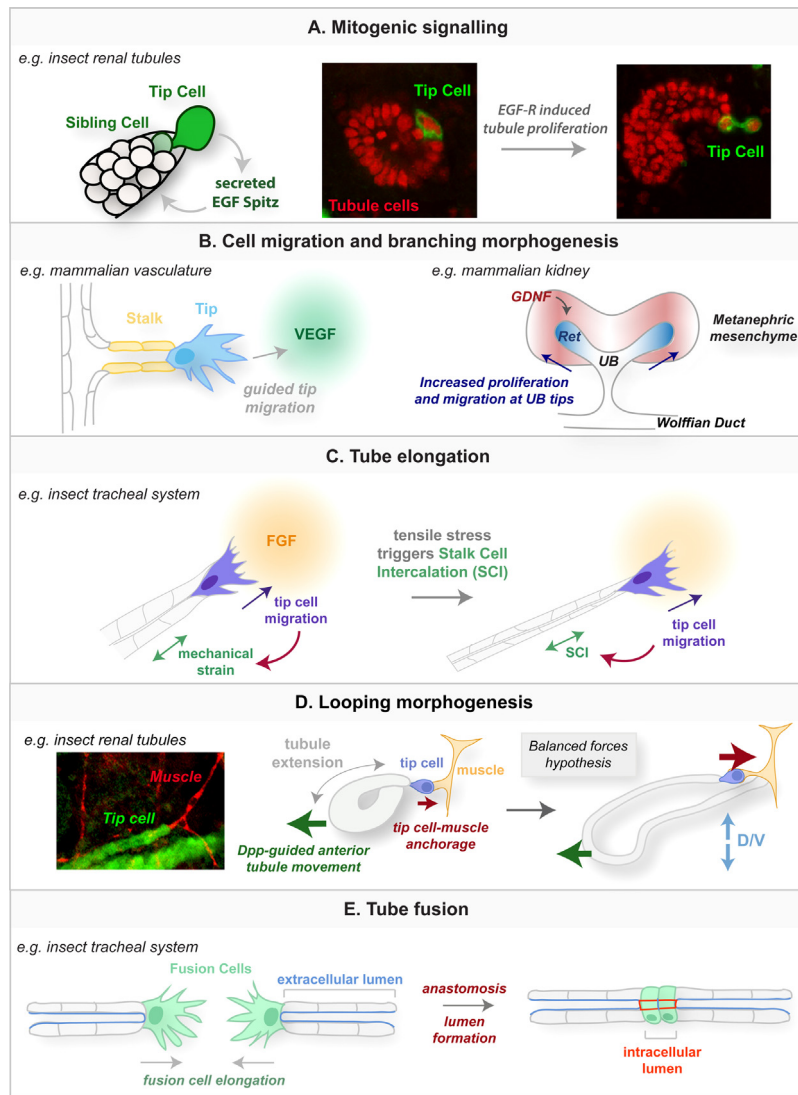 A. Mitogenic signalling
e.g. insect renal tubules
Tip Cell
Sibling Cell
secreted
EGF Spitz
Tip Cell
Tubule cells
EGF-R induced
tubule proliferation
Tip Cell
B. Cell migration and branching morphogenesis
e.g. mammalian vasculature
Stalk
Tip
VEGF
guided tip
migration
e.g. mammalian kidney
GDNF
Ret
UB
Metanephric
mesenchyme
Increased proliferation
and migration at UB tips
Wolffian Duct
C. Tube elongation
e.g. insect tracheal system
FGF
tip cell
migration
mechanical
strain
tensile stress
triggers Stalk Cell
Intercalation (SCI)
tip cell
migration
SCI
D. Looping morphogenesis
e.g. insect renal tubules
Muscle
Tip cell
tubule
extension
tip cell
muscle
Dpp-guided anterior
tubule movement
tip cell-muscle
anchorage
Balanced forces
hypothesis
D/V
E. Tube fusion
e.g. insect tracheal system
Fusion Cells
extracellular lumen
fusion cell elongation
anastomosis
lumen
formation
intracellular
lumen